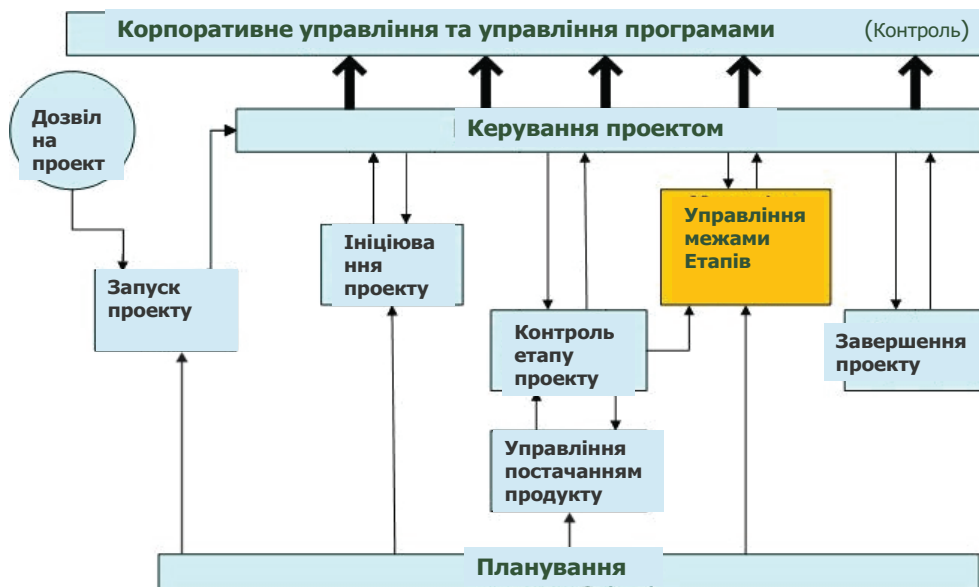 Корпоративне управління та управління програмами (Контроль)
Дозвіл
на
проект
Керування проектом
Ініціюва
ння
проекту
Управління
межами
Етапів
Запуск
проекту
Контроль
етапу
проекту
Завершення
проекту
Управління
постачанням
продукту
Планування